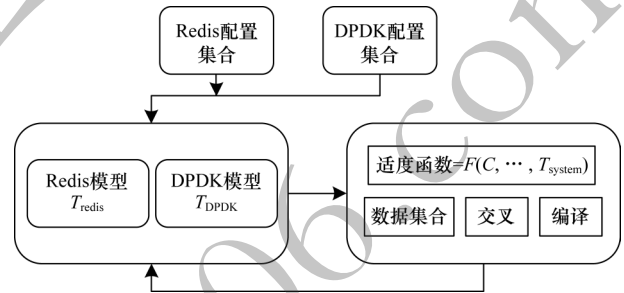 Redis配置
集合
DPDK配置
集合
Redis模型
T_redis
DPDK模型
T_DPDK
适度函数=F(C, …, T_system)
数据集合
交叉
编译